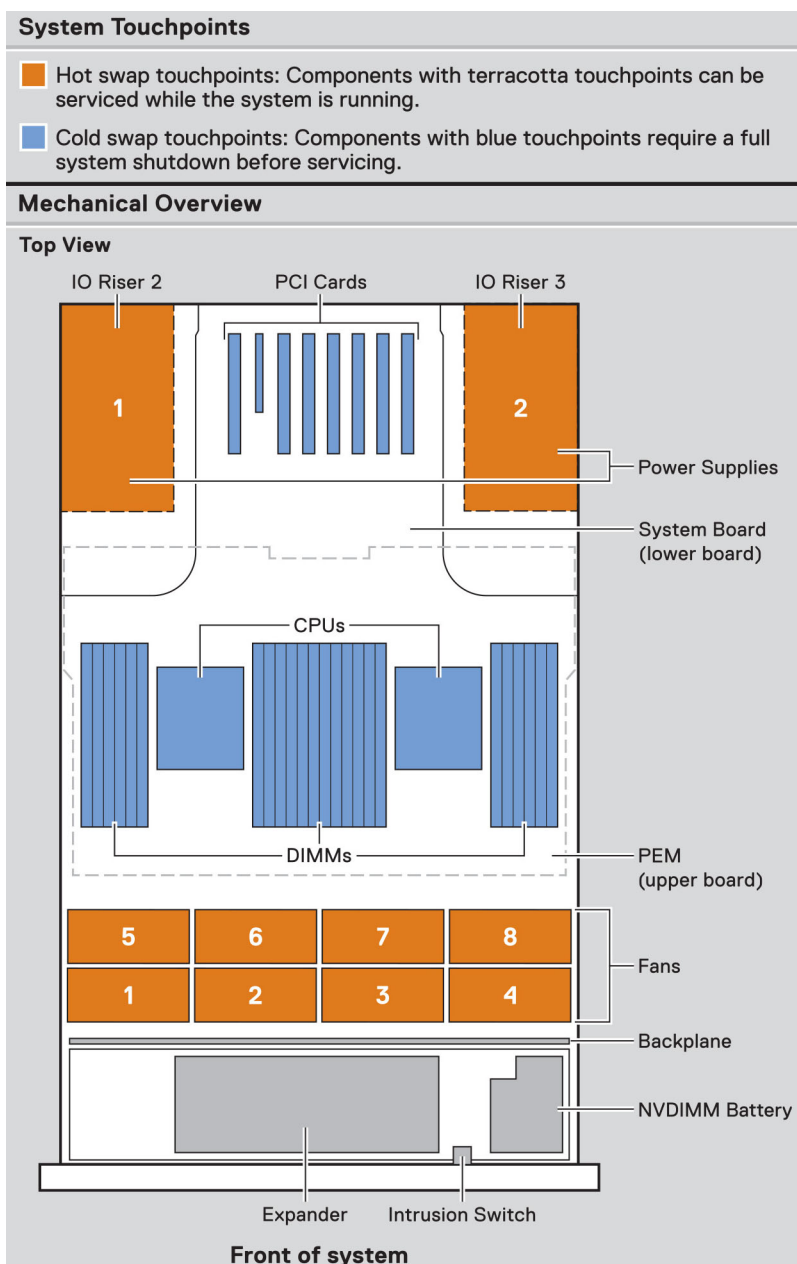 System Touchpoints
Hot swap touchpoints: Components with terracotta touchpoints can be
serviced while the system is running.
Cold swap touchpoints: Components with blue touchpoints require a full
system shutdown before servicing.
Mechanical Overview
Top View
IO Riser 2
PCI Cards
IO Riser 3
1
2
Power Supplies
System Board
(lower board)
CPUs
DIMMs
PEM
(upper board)
5
6
7
8
Fans
1
2
3
4
Backplane
NVDIMM Battery
Expander
Intrusion Switch
Front of system